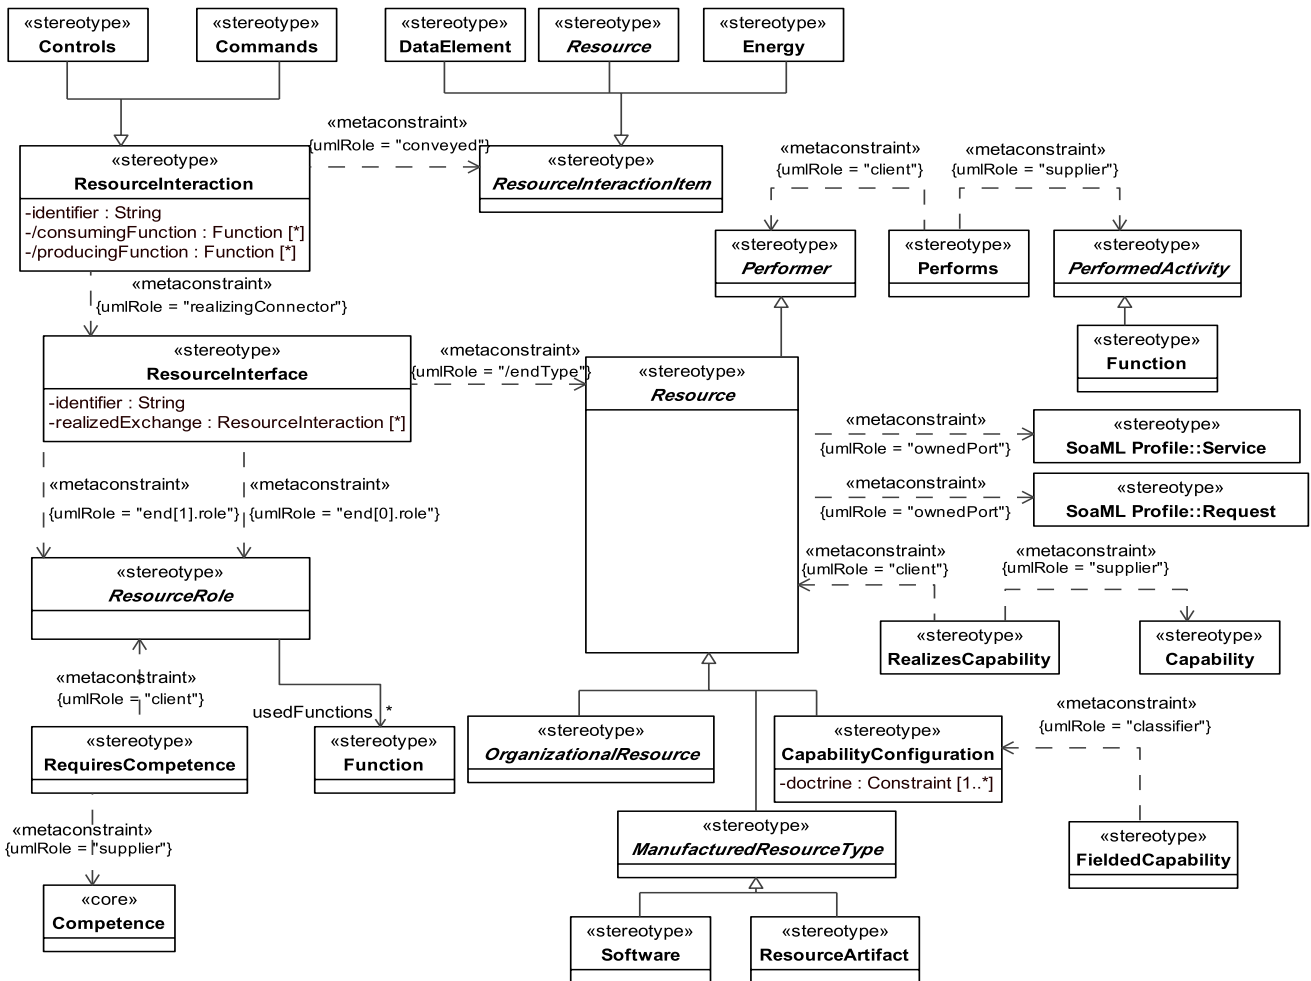 «stereotype»
Controls
«stereotype»
Commands
«stereotype»
DataElement
«stereotype»
Resource
«stereotype»
Energy
«metaconstraint»
{umlRole = "conveyed"}
«stereotype»
ResourceInteraction
-identifier : String
-/consumingFunction : Function [*]
-/producingFunction : Function [*]
«stereotype»
ResourceInteractionItem
«metaconstraint»
{umlRole = "client"}
«metaconstraint»
{umlRole = "supplier"}
«stereotype»
Performer
«stereotype»
Performs
«stereotype»
PerformedActivity
«stereotype»
Function
«metaconstraint»
{umlRole = "realizingConnector"}
«stereotype»
ResourceInterface
-identifier : String
-realizedExchange : ResourceInteraction [*]
«metaconstraint»
{umlRole = "/endType"}
«stereotype»
Resource
«metaconstraint»
{umlRole = "ownedPort"}
«stereotype»
SoaML Profile::Service
«metaconstraint»
{umlRole = "ownedPort"}
«stereotype»
SoaML Profile::Request
«metaconstraint»
{umlRole = "end[1].role"}
«metaconstraint»
{umlRole = "end[0].role"}
«metaconstraint»
{umlRole = "client"}
«metaconstraint»
{umlRole = "supplier"}
«stereotype»
ResourceRole
«stereotype»
RealizesCapability
«stereotype»
Capability
«metaconstraint»
{umlRole = "client"}
usedFunctions
*
«stereotype»
RequiresCompetence
«stereotype»
Function
«stereotype»
OrganizationalResource
«stereotype»
CapabilityConfiguration
-doctrine : Constraint [1..*]
«metaconstraint»
{umlRole = "classifier"}
«metaconstraint»
{umlRole = "supplier"}
«stereotype»
ManufacturedResourceType
«stereotype»
FieldedCapability
«core»
Competence
«stereotype»
Software
«stereotype»
ResourceArtifact